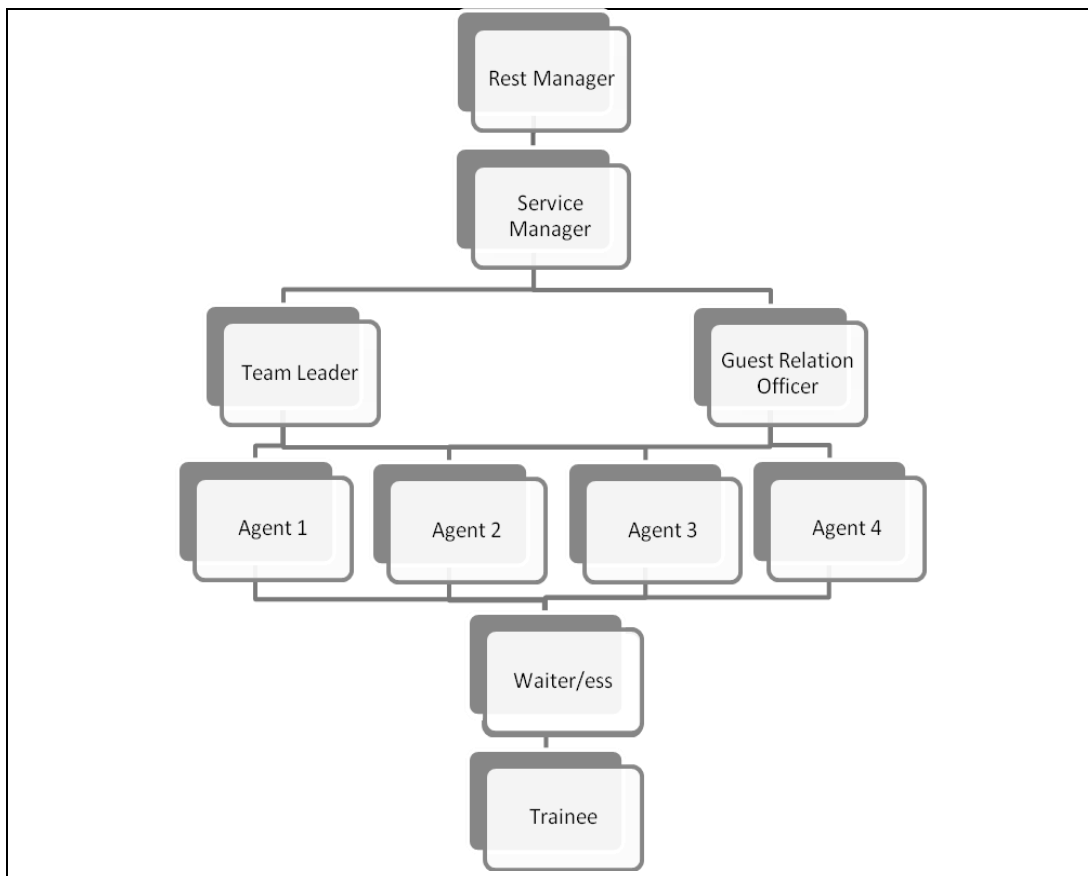 Rest Manager
Service
Manager
Team Leader
Guest Relation
Officer
Agent 1
Agent 2
Agent 3
Agent 4
Waiter/ess
Trainee